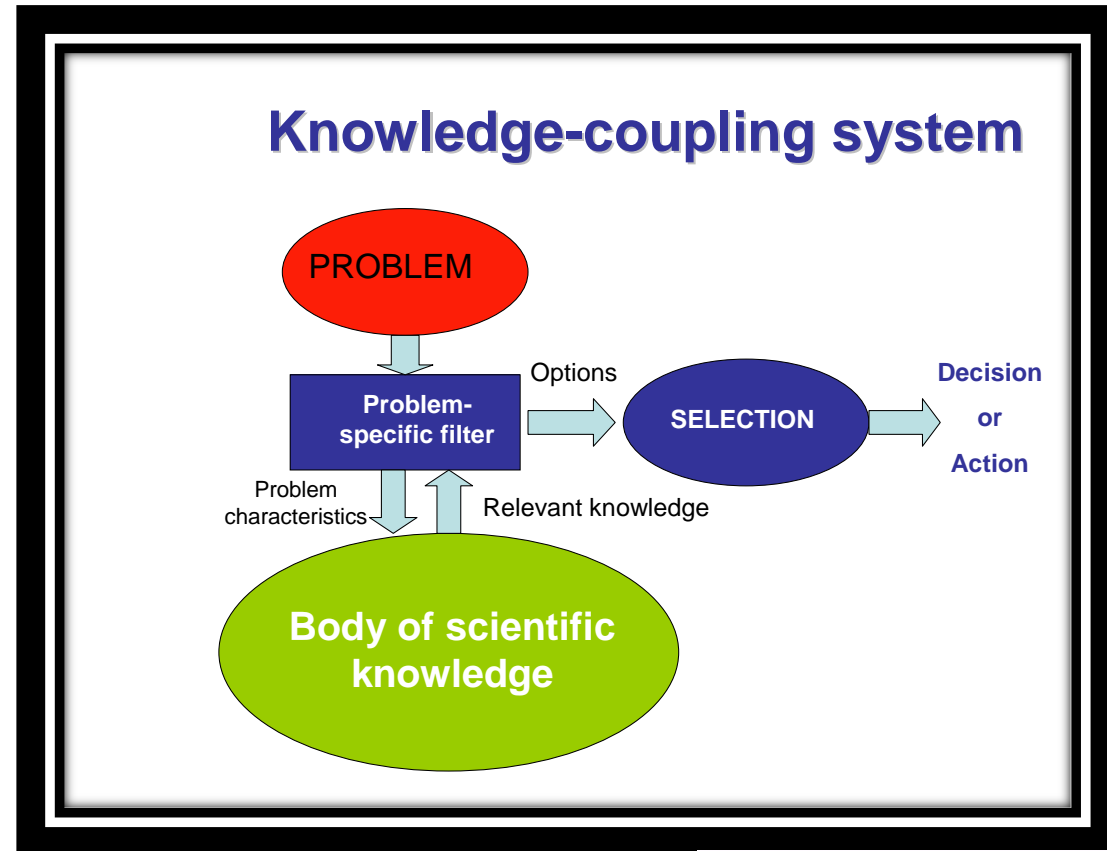 Knowledge-coupling system
PROBLEM
Problem-
specific filter
Options
SELECTION
Decision
or
Action
Problem
characteristics
Relevant knowledge
Body of scientific
knowledge